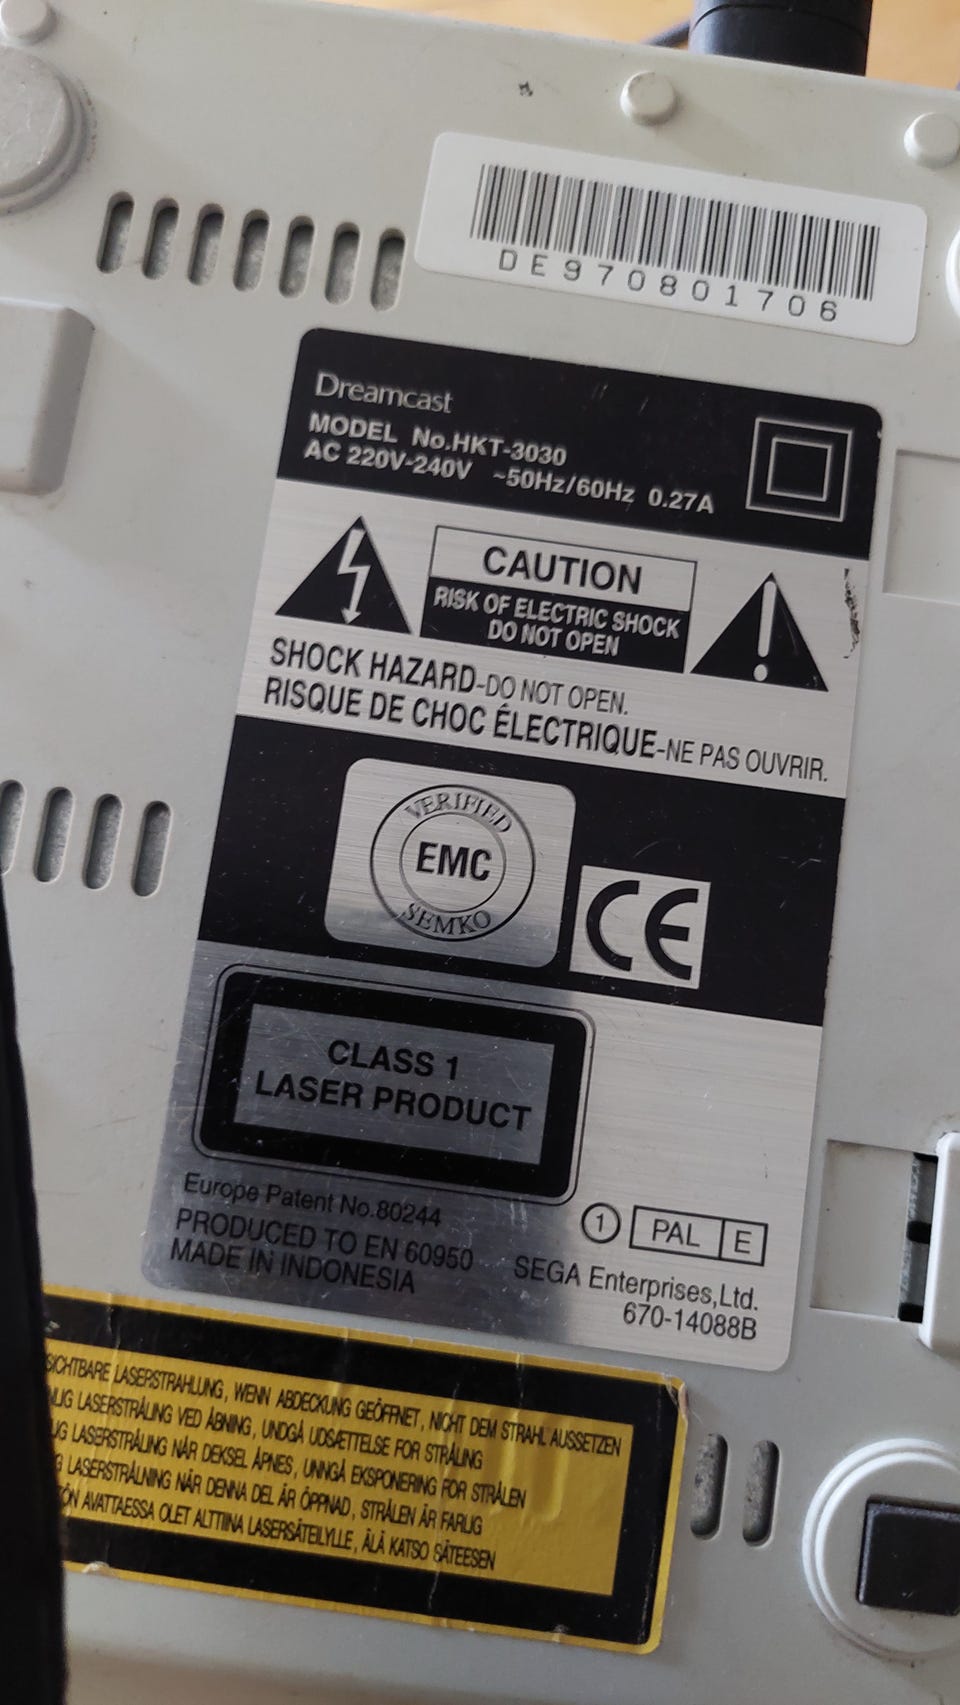 DE970801706
Dreamcast
MODEL No.HKT-3030
AC 220V-240V ~50Hz/60Hz 0.27A
CAUTION
RISK OF ELECTRIC SHOCK
DO NOT OPEN
SHOCK HAZARD-DO NOT OPEN.
RISQUE DE CHOC ÉLECTRIQUE-NE PAS OUVRIR.
VERIFIED
EMC
SEMKO
CE
CLASS 1
LASER PRODUCT
Europe Patent No.80244
PRODUCED TO EN 60950
MADE IN INDONESIA
1 PAL E
SEGA Enterprises,Ltd.
670-14088B
LASERSTRAHLUNG, WENN ABDECKUNG GEÖFFNET, NICHT DEM STRAHL AUSSETZEN
LASERSTRÅLING VED ÅBNING, UNDGÅ UDSÆTTELSE FOR STRÅLING
LASERSTRÅLING NÅR DEKSEL ÅPNES, UNNGÅ EKSPONERING FOR STRÅLEN
LASERSTRÅLNING NÄR DENNA DEL ÄR ÖPPNAD, STRÅLEN ÄR FARLIG
AVATTAESSA OLET ALTTIINA LASERSÄTEILYLLE, ÄLÄ KATSO SÄTEESEN